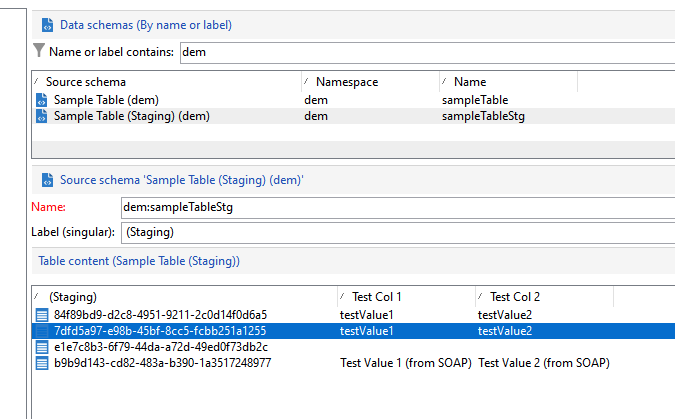 Data schemas (By name or label)
Name or label contains: dem
Source schema Namespace Name
Sample Table (dem) dem sampleTable
Sample Table (Staging) (dem) dem sampleTableStg
Source schema 'Sample Table (Staging) (dem)'
Name: dem:sampleTableStg
Label (singular): (Staging)
Table content (Sample Table (Staging))
(Staging) Test Col 1 Test Col 2
84f89bd9-d2c8-4951-9211-2c0d14f0d6a5 testValue1 testValue2
7dfd5a97-e98b-45bf-8cc5-fcbb251a1255 testValue1 testValue2
e1e7c8b3-6f79-44da-a72d-49ed0f73db2c
b9b9d143-cd82-483a-b390-1a3517248977 Test Value 1 (from SOAP) Test Value 2 (from SOAP)